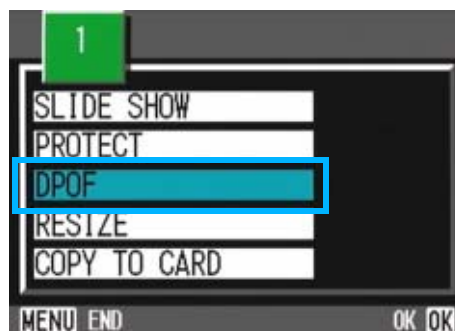 1
SLIDE SHOW
PROTECT
DPOF
RESIZE
COPY TO CARD
MENU END OK OK